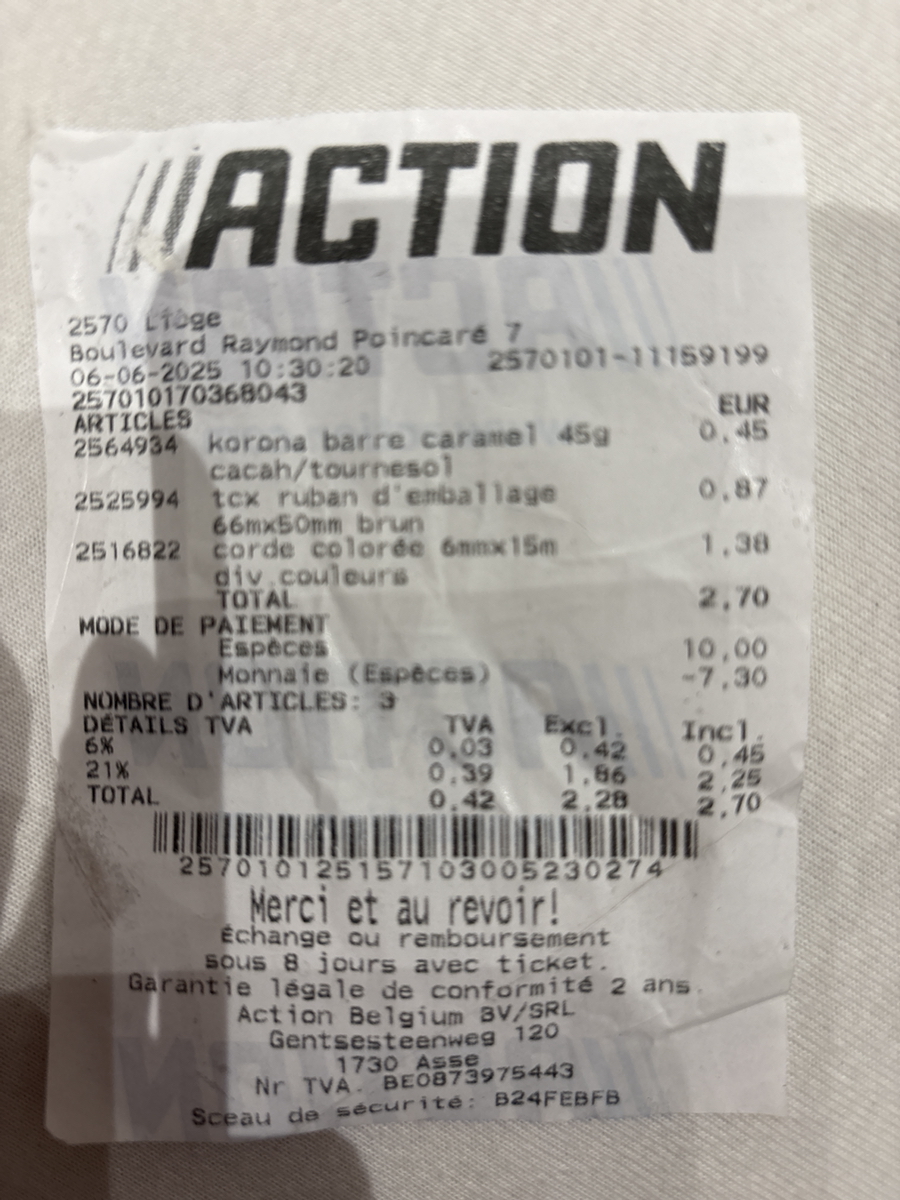 ACTION
2570 Liège
Boulevard Raymond Poincaré 7
06-06-2025 10:30:20 2570101-11159199
257010170368043
EUR
ARTICLES
2564934 korona barre caramel 45g 0,45
cacah/tournesol
2525994 tcx ruban d'emballage 0,87
66mx50mm brun
2516822 corde colorée 6mmx15m 1,38
div.couleurs
TOTAL 2,70
MODE DE PAIEMENT
Espèces 10,00
Monnaie (Espèces) -7,30
NOMBRE D'ARTICLES: 3
DÉTAILS TVA TVA Excl. Incl.
6% 0,03 0,42 0,45
21% 0,39 1,86 2,25
TOTAL 0,42 2,28 2,70
2570101251571030005230274
Merci et au revoir!
Échange ou remboursement
sous 8 jours avec ticket.
Garantie légale de conformité 2 ans.
Action Belgium BV/SRL
Gentsesteenweg 120
1730 Asse
Nr TVA. BE0873975443
Sceau de sécurité: B24FEBFB